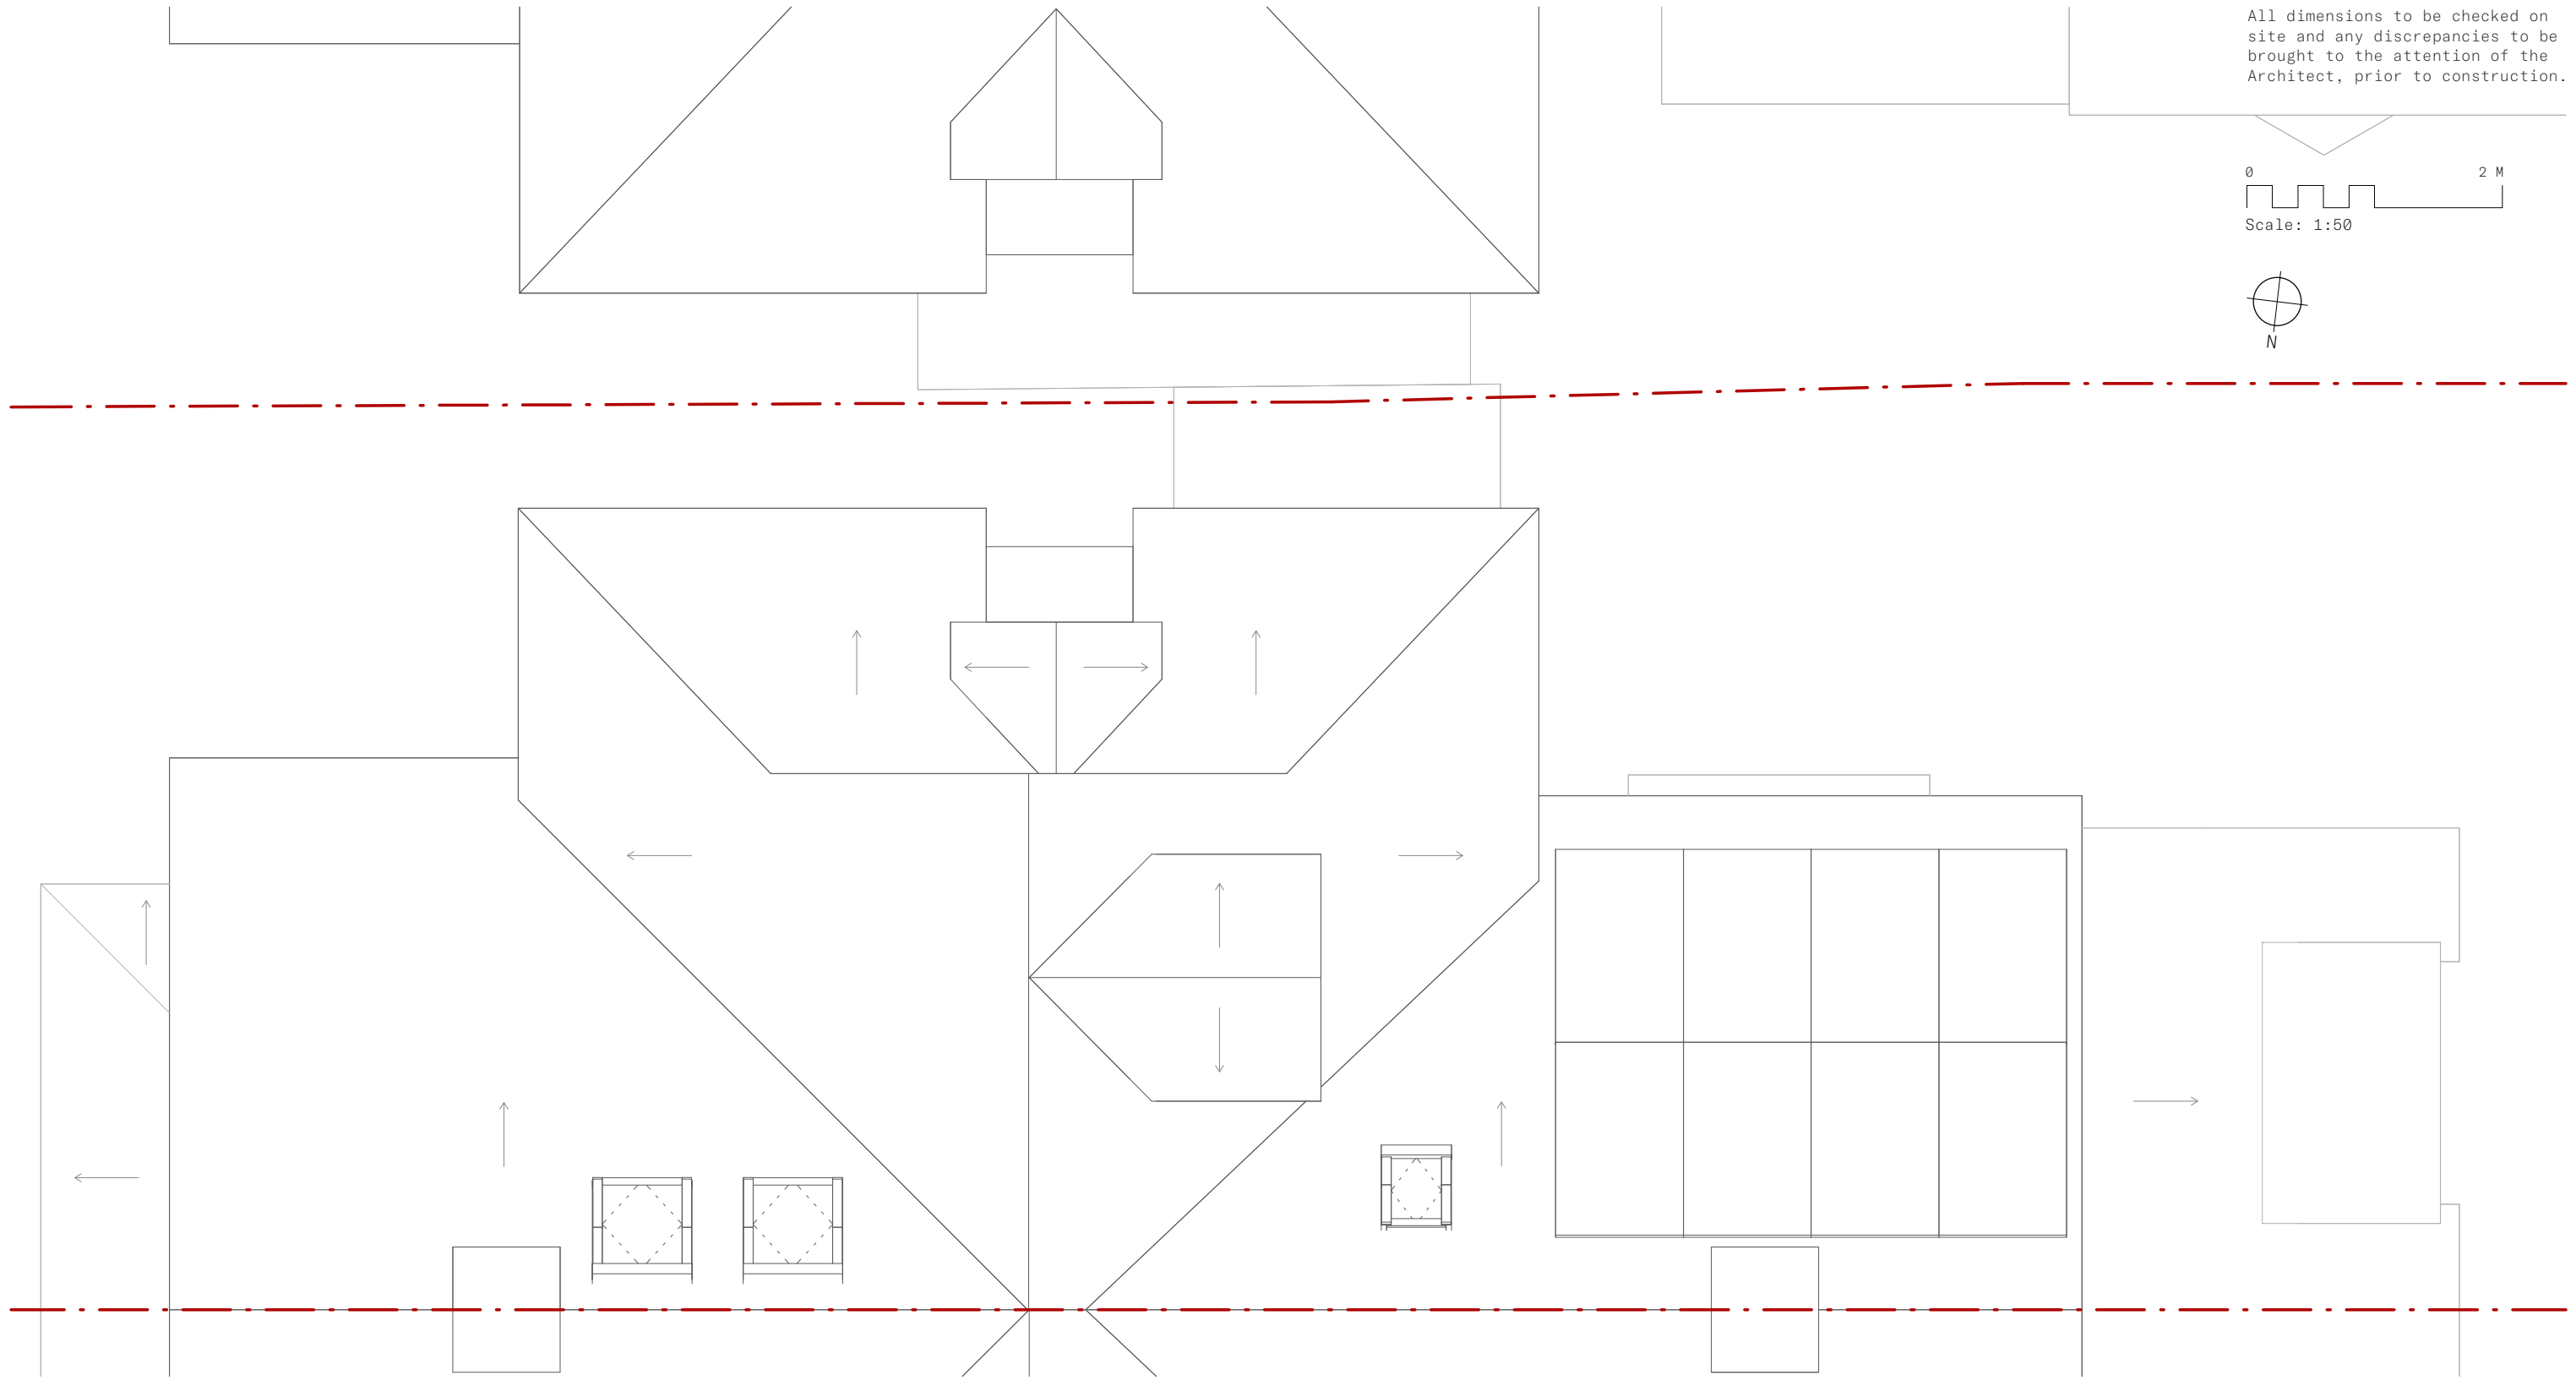 All dimensions to be checked on
site and any discrepancies to be
brought to the attention of the
Architect, prior to construction.
0 2 M
Scale: 1:50
N